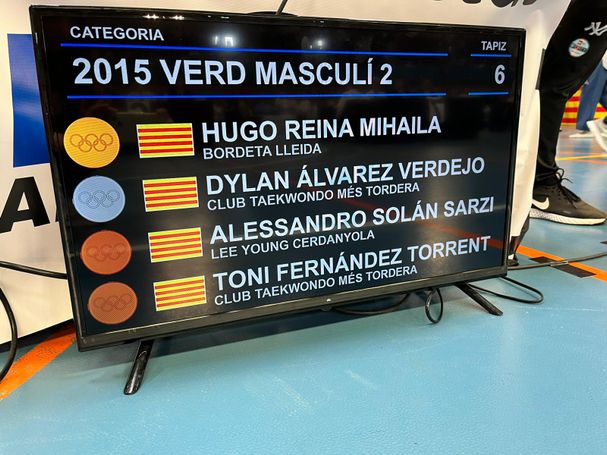 CATEGORIA
TAPIZ
2015 VERD MASCULÍ 2
6
HUGO REINA MIHAILA
BORDETA LLEIDA
DYLAN ÁLVAREZ VERDEJO
CLUB TAEKWONDO MÉS TORDERA
ALESSANDRO SOLÁN SARZI
LEE YOUNG CERDANYOLA
TONI FERNÁNDEZ TORRENT
CLUB TAEKWONDO MÉS TORDERA